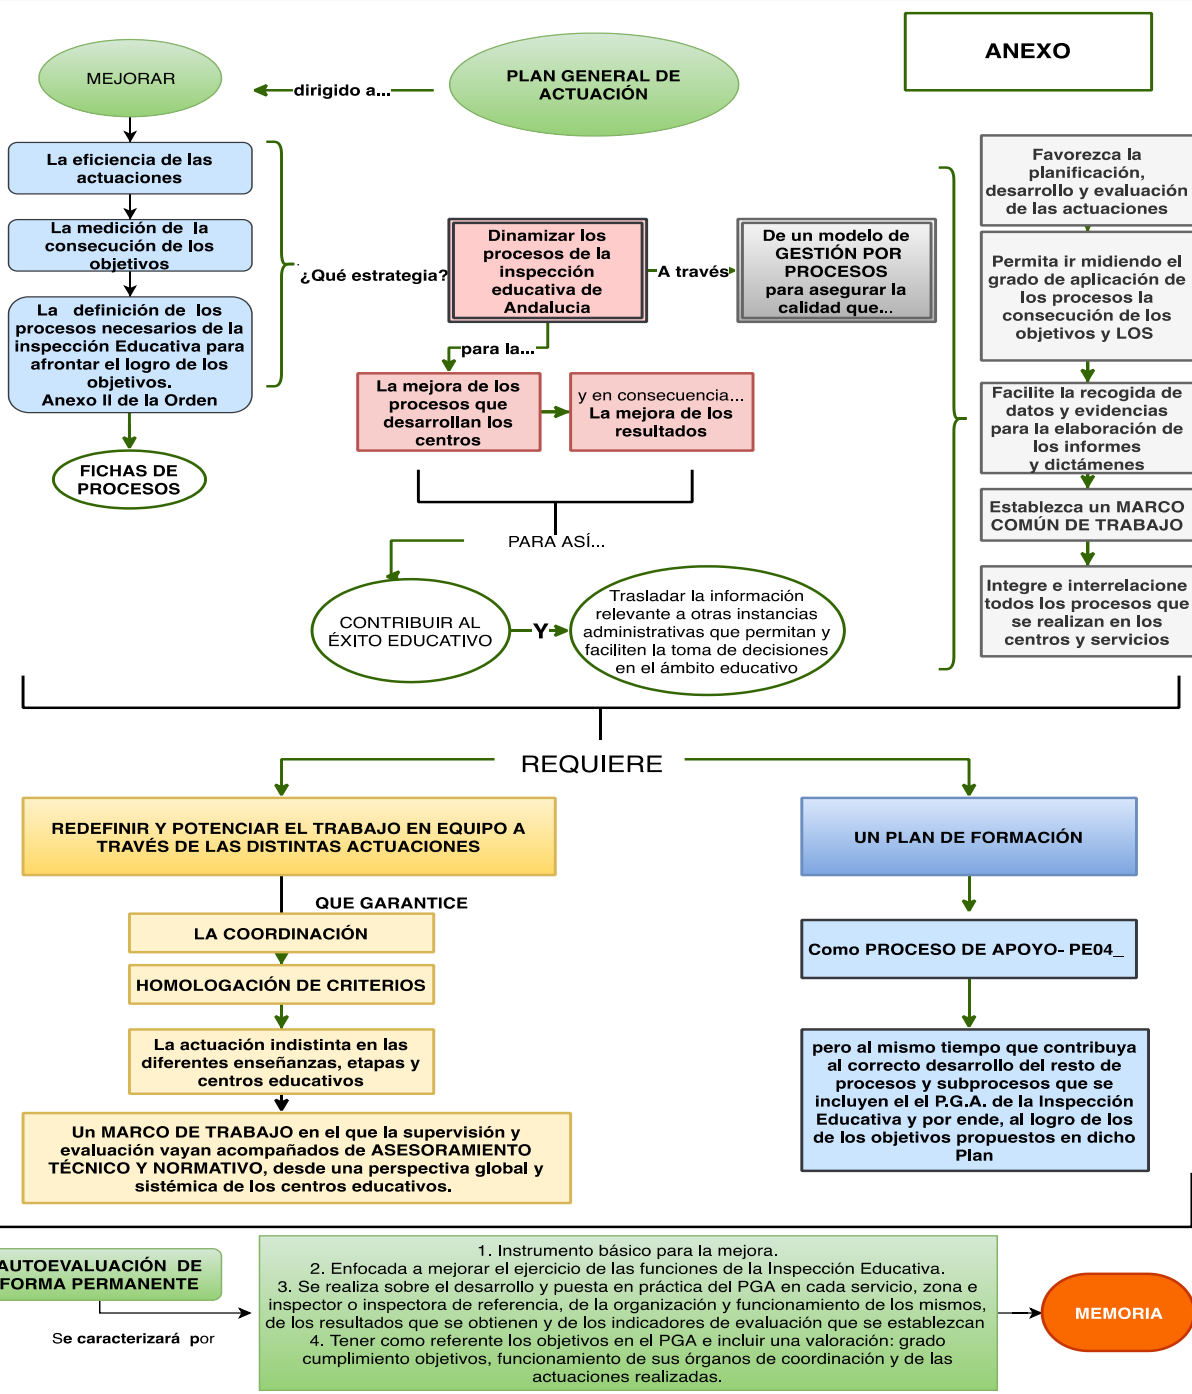 ANEXO
PLAN GENERAL DE
ACTUACIÓN
dirigido a...
MEJORAR
La eficiencia de las
actuaciones
La medición de la
consecución de los
objetivos
La definición de los
procesos necesarios de la
inspección Educativa para
afrontar el logro de los
objetivos.
Anexo II de la Orden
FICHAS DE
PROCESOS
¿Qué estrategia?
Dinamizar los
procesos de la
inspección
educativa de
Andalucia
A través
De un modelo de
GESTIÓN POR
PROCESOS
para asegurar la
calidad que...
para la...
La mejora de los
procesos que
desarrollan los
centros
y en consecuencia...
La mejora de los
resultados
PARA ASÍ...
CONTRIBUIR AL
ÉXITO EDUCATIVO
Y
Trasladar la información
relevante a otras instancias
administrativas que permitan y
faciliten la toma de decisiones
en el ámbito educativo
Favorezca la
planificación,
desarrollo y evaluación
de las actuaciones
Permita ir midiendo el
grado de aplicación de
los procesos la
consecución de los
objetivos y LOS
Facilite la recogida de
datos y evidencias
para la elaboración de
los informes
y dictámenes
Establezca un MARCO
COMÚN DE TRABAJO
Integre e interrelacione
todos los procesos que
se realizan en los
centros y servicios
REQUIERE
REDEFINIR Y POTENCIAR EL TRABAJO EN EQUIPO A
TRAVÉS DE LAS DISTINTAS ACTUACIONES
QUE GARANTICE
LA COORDINACIÓN
HOMOLOGACIÓN DE CRITERIOS
La actuación indistinta en las
diferentes enseñanzas, etapas y
centros educativos
Un MARCO DE TRABAJO en el que la supervisión y
evaluación vayan acompañados de ASESORAMIENTO
TÉCNICO Y NORMATIVO, desde una perspectiva global y
sistémica de los centros educativos.
UN PLAN DE FORMACIÓN
Como PROCESO DE APOYO- PE04_
pero al mismo tiempo que contribuya
al correcto desarrollo del resto de
procesos y subprocesos que se
incluyen el el P.G.A. de la Inspección
Educativa y por ende, al logro de los
de los objetivos propuestos en dicho
Plan
AUTOEVALUACIÓN DE
FORMA PERMANENTE
Se caracterizará por
1. Instrumento básico para la mejora.
2. Enfocada a mejorar el ejercicio de las funciones de la Inspección Educativa.
3. Se realiza sobre el desarrollo y puesta en práctica del PGA en cada servicio, zona e
inspector o inspectora de referencia, de la organización y funcionamiento de los mismos,
de los resultados que se obtienen y de los indicadores de evaluación que se establezcan
4. Tener como referente los objetivos en el PGA e incluir una valoración: grado
cumplimiento objetivos, funcionamiento de sus órganos de coordinación y de las
actuaciones realizadas.
MEMORIA